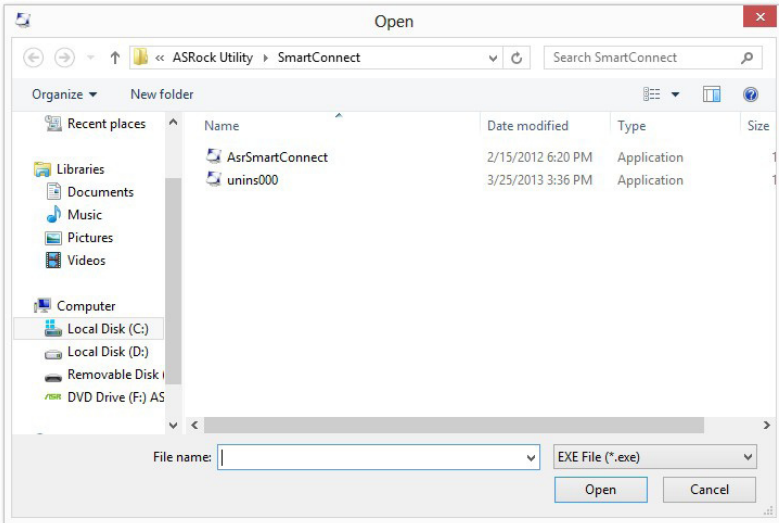 Open
« ASRock Utility ▸ SmartConnect
Search SmartConnect
Organize
New folder
Recent places
Libraries
Documents
Music
Pictures
Videos
Computer
Local Disk (C:)
Local Disk (D:)
Removable Disk (
DVD Drive (F:) AS
Name Date modified Type Size
AsrSmartConnect 2/15/2012 6:20 PM Application 1
unins000 3/25/2013 3:36 PM Application 1
File name:
EXE File (*.exe)
Open
Cancel